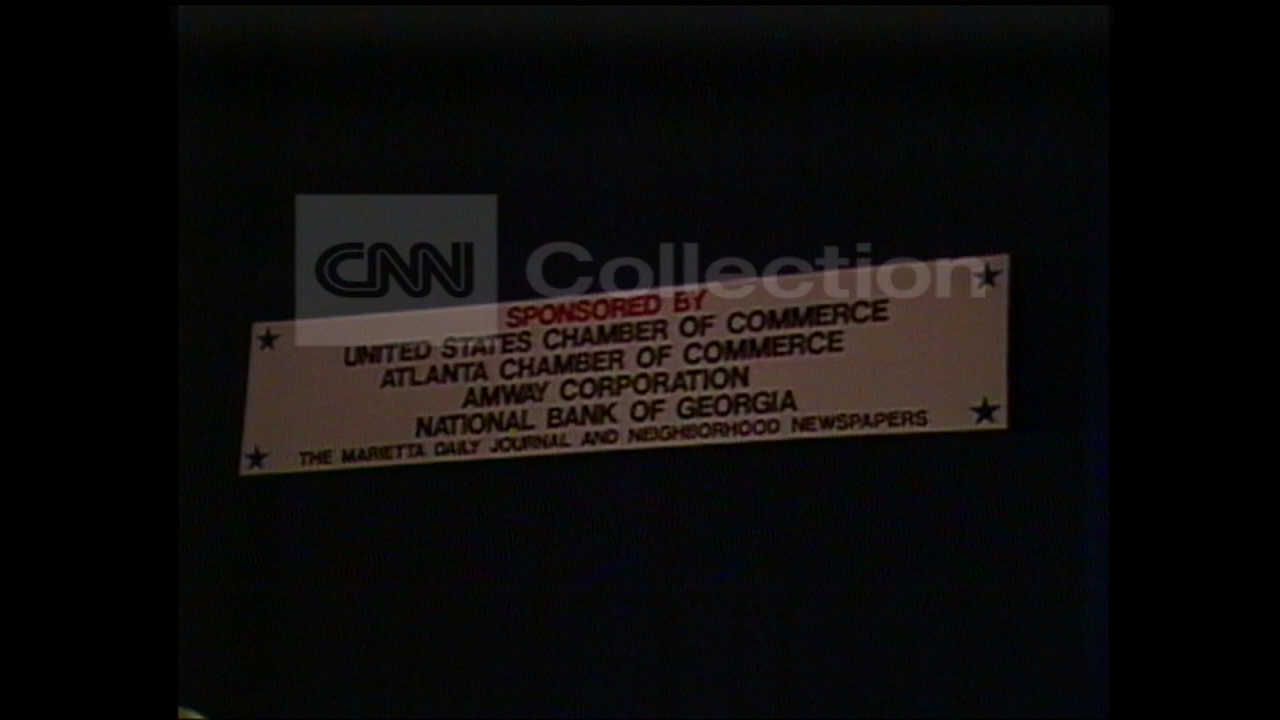 CNN Collection
SPONSORED BY
UNITED STATES CHAMBER OF COMMERCE
ATLANTA CHAMBER OF COMMERCE
AMWAY CORPORATION
NATIONAL BANK OF GEORGIA
THE MARIETTA DAILY JOURNAL AND NEIGHBORHOOD NEWSPAPERS